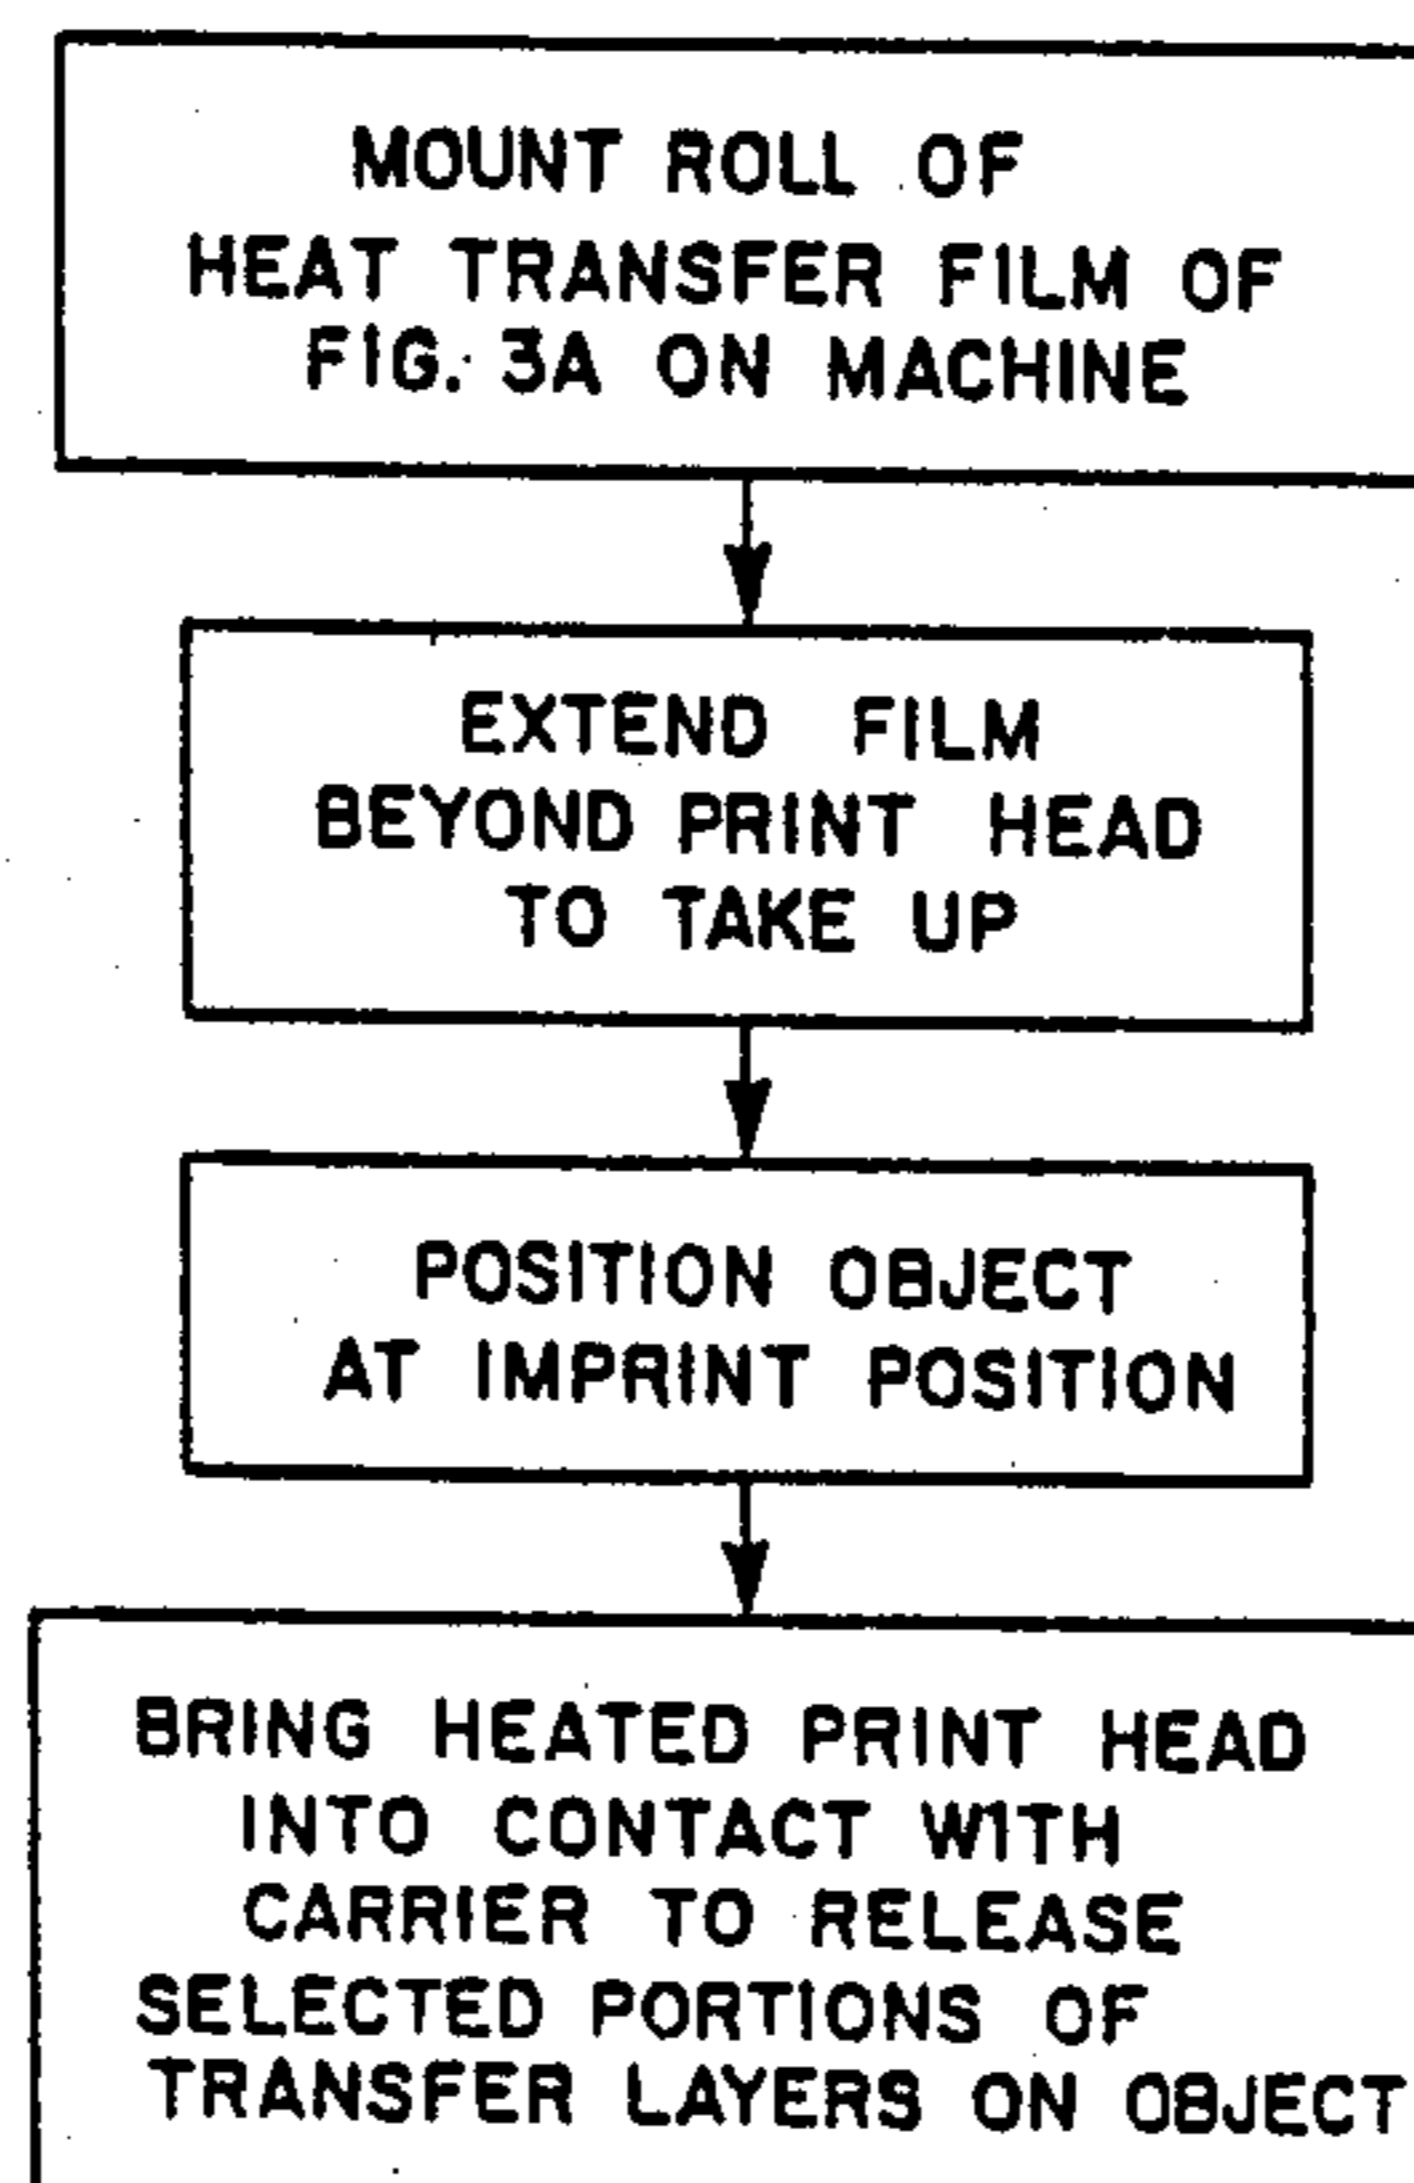 MOUNT ROLL OF
HEAT TRANSFER FILM OF
FIG. 3A ON MACHINE
EXTEND FILM
BEYOND PRINT HEAD
TO TAKE UP
POSITION OBJECT
AT IMPRINT POSITION
BRING HEATED PRINT HEAD
INTO CONTACT WITH
CARRIER TO RELEASE
SELECTED PORTIONS OF
TRANSFER LAYERS ON OBJECT